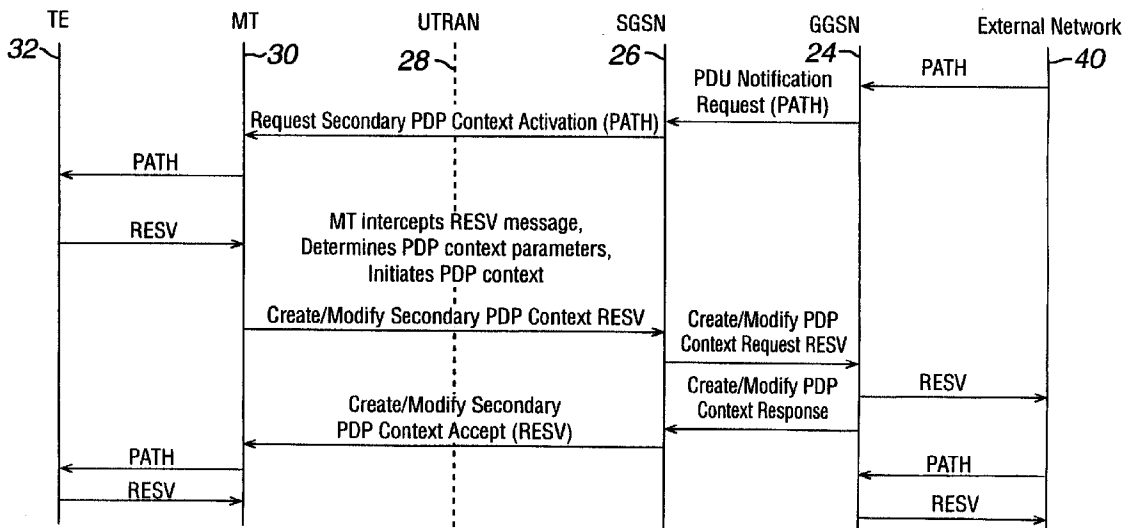 TE MT UTRAN SGSN GGSN External Network
32 30 28 26 24 40
PATH
PDU Notification
Request (PATH)
Request Secondary PDP Context Activation (PATH)
PATH
RESV
MT intercepts RESV message,
Determines PDP context parameters,
Initiates PDP context
Create/Modify Secondary PDP Context RESV
Create/Modify PDP
Context Request RESV
RESV
Create/Modify PDP
Context Response
Create/Modify Secondary
PDP Context Accept (RESV)
PATH
PATH
RESV
RESV